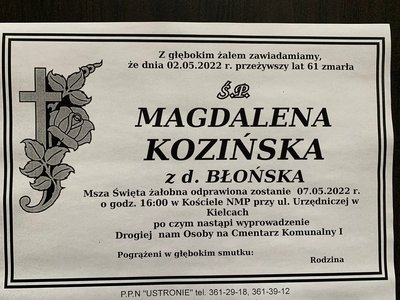 Z głębokim żalem zawiadamiamy,
że dnia 02.05.2022 r. przeżywszy lat 61 zmarła
Ś.P.
MAGDALENA
KOZIŃSKA
z d. BŁOŃSKA
Msza Święta żałobna odprawiona zostanie 07.05.2022 r.
o godz. 16:00 w Kościele NMP przy ul. Urzędniczej w
Kielcach
po czym nastąpi wyprowadzenie
Drogiej nam Osoby na Cmentarz Komunalny I
Pogrążeni w głębokim smutku:
Rodzina
P.P.N "USTRONIE" tel. 361-29-18, 361-39-12